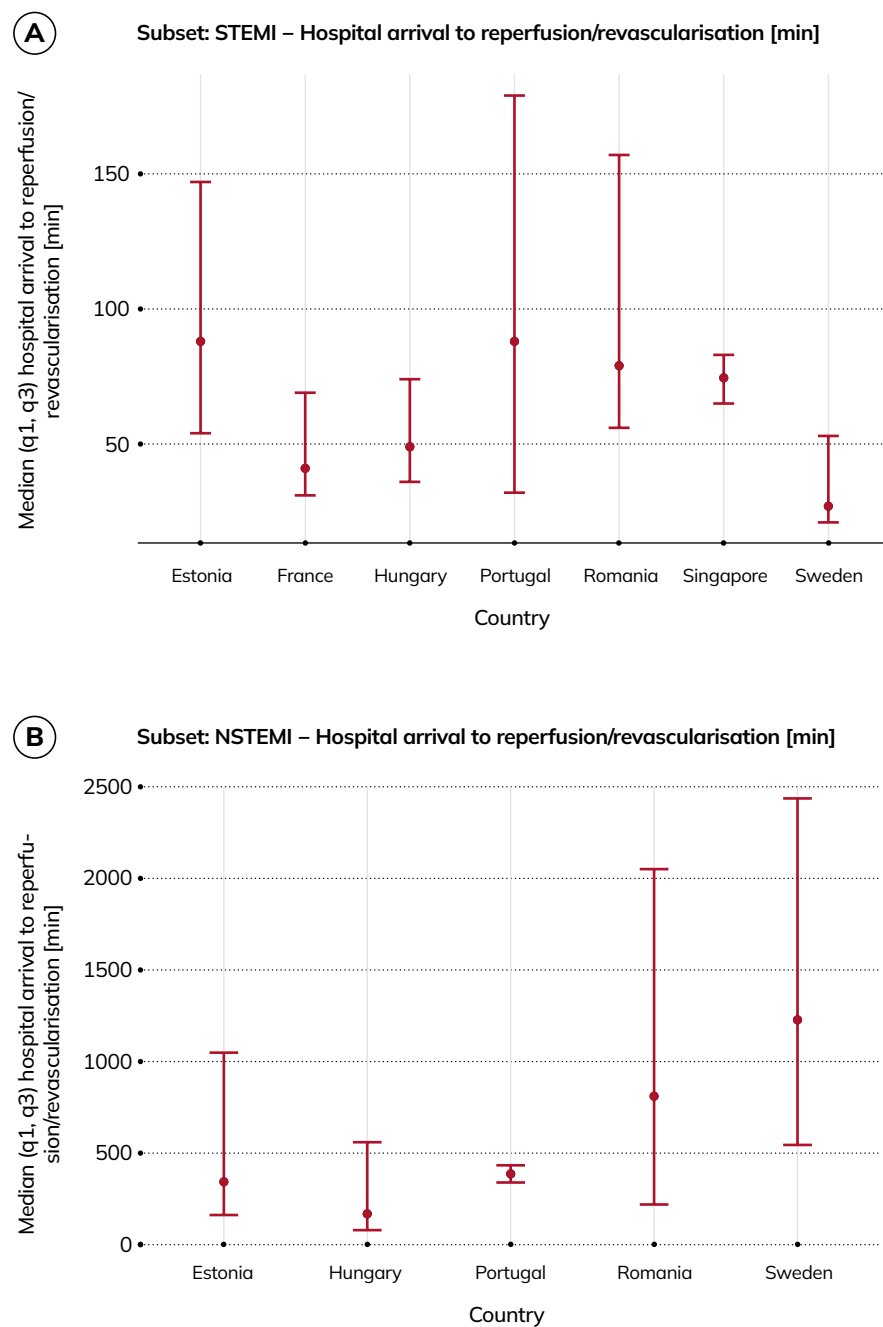 A
Subset: STEMI – Hospital arrival to reperfusion/revascularisation [min]
Median (q1, q3) hospital arrival to reperfusion/
revascularisation [min]
150
100
50
Estonia France Hungary Portugal Romania Singapore Sweden
Country
B
Subset: NSTEMI – Hospital arrival to reperfusion/revascularisation [min]
Median (q1, q3) hospital arrival to reperfu-
sion/revascularisation [min]
2500
2000
1500
1000
500
0
Estonia Hungary Portugal Romania Sweden
Country